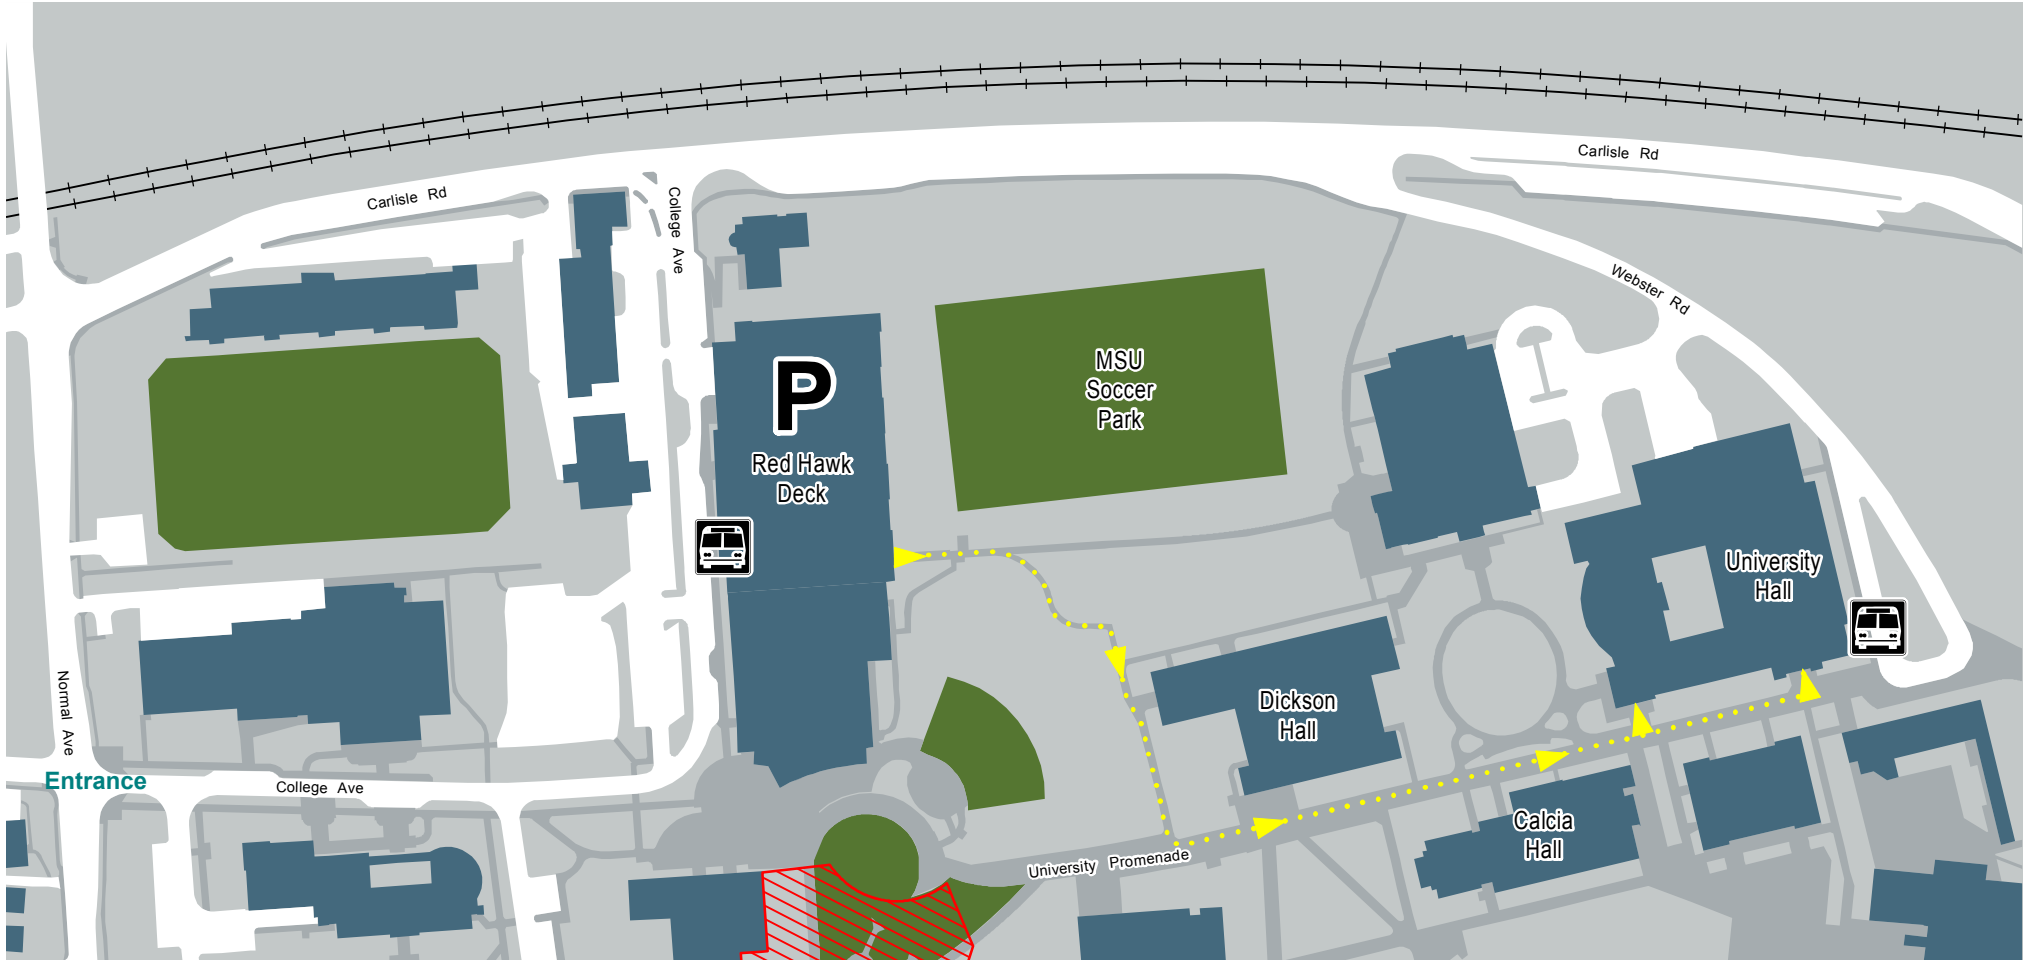 Carlisle Rd
Carlisle Rd
College Ave
Webster Rd
MSU
Soccer
Park
P
Red Hawk
Deck
University
Hall
Normal Ave
Dickson
Hall
Entrance
College Ave
Calcia
Hall
University Promenade